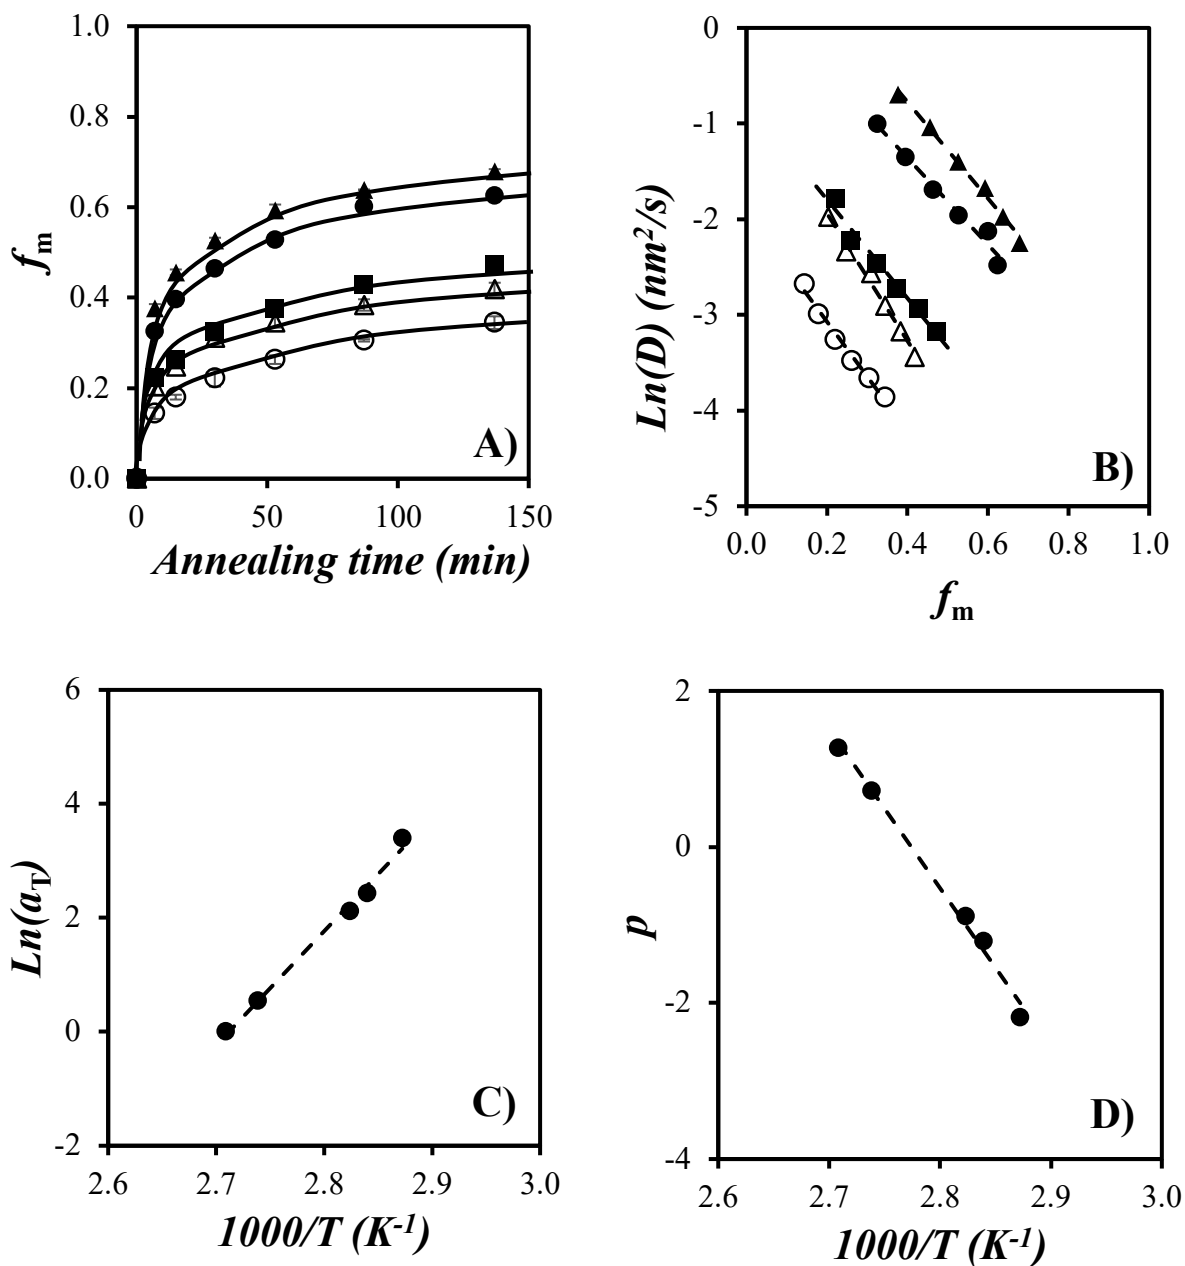 1.0
0.8
0.6
0.4
0.2
0.0
f_m
A)
0 50 100 150
Annealing time (min)
0
-1
-2
-3
-4
-5
Ln(D) (nm²/s)
B)
0.0 0.2 0.4 0.6 0.8 1.0
f_m
6
4
2
0
-2
Ln(a_T)
C)
2.6 2.7 2.8 2.9 3.0
1000/T (K⁻¹)
2
0
-2
-4
p
D)
2.6 2.7 2.8 2.9 3.0
1000/T (K⁻¹)